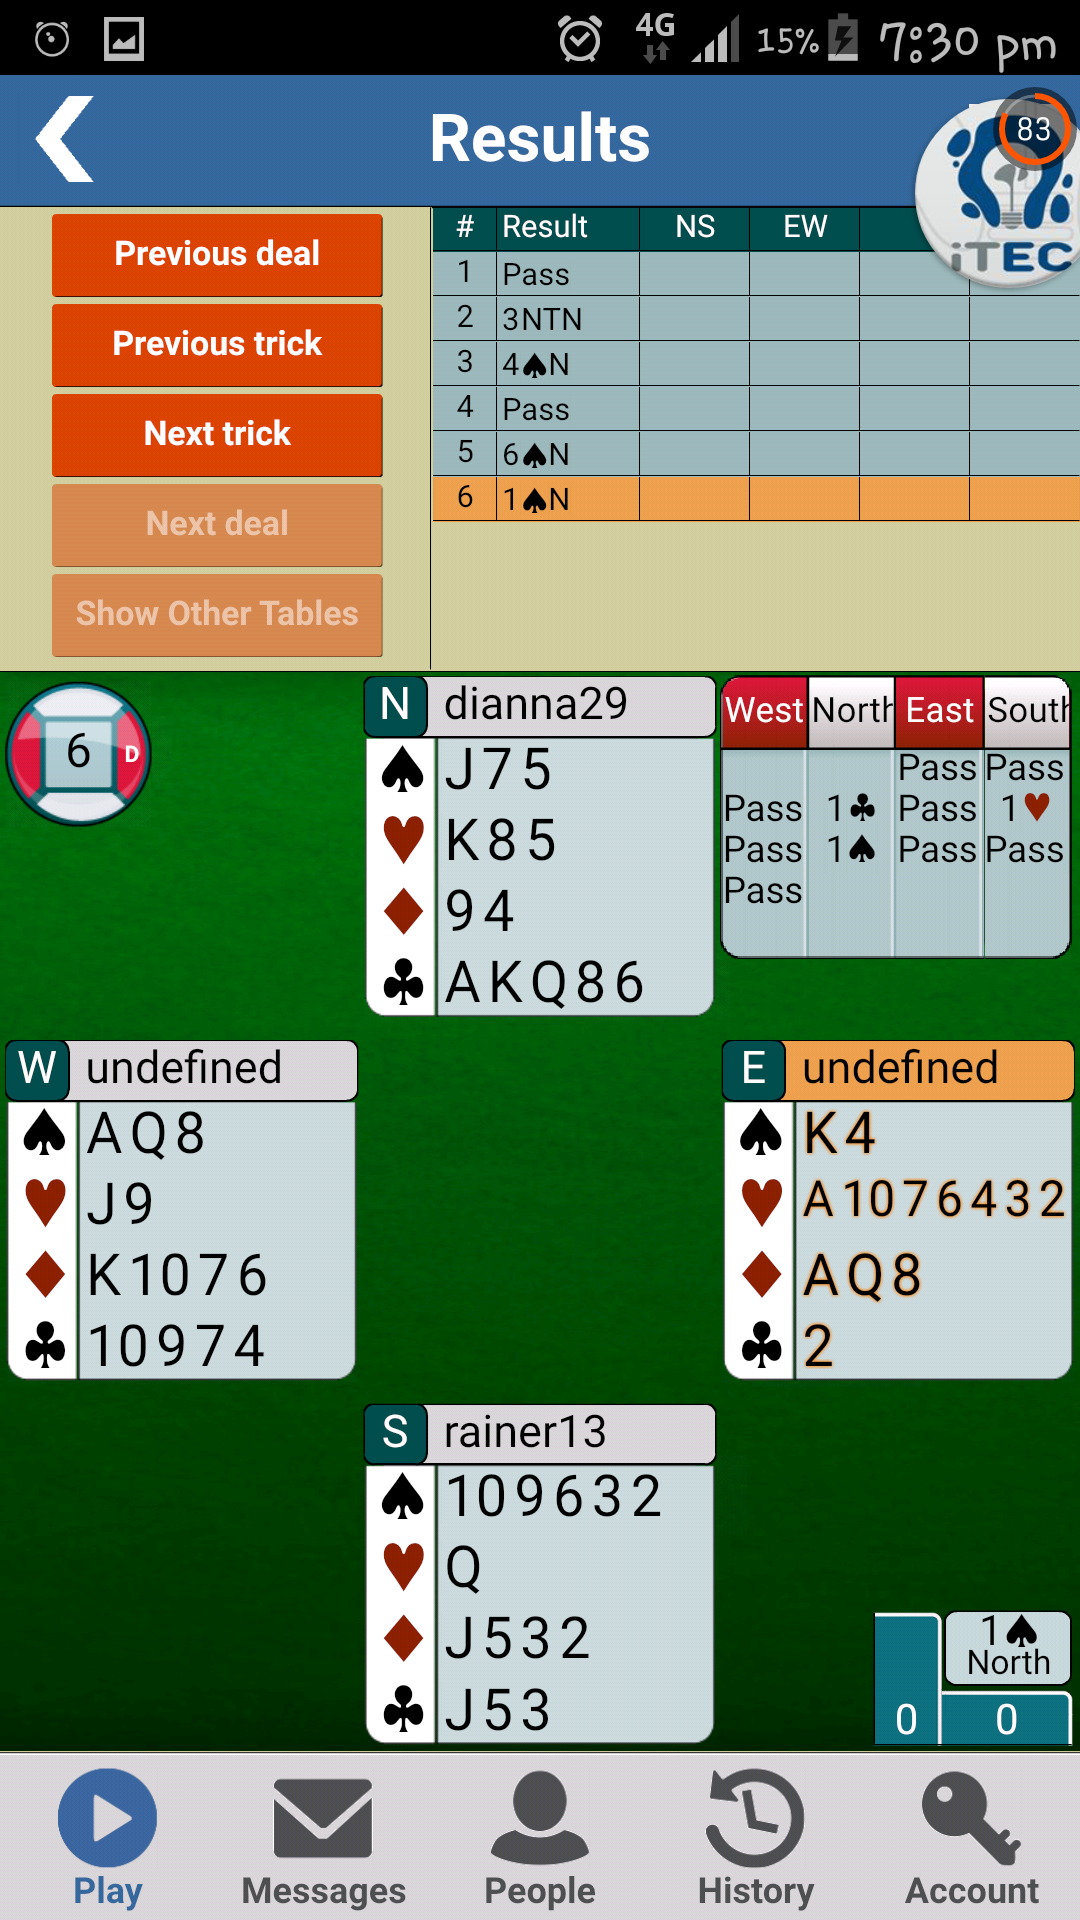 4G 15% 7:30 pm
Results
83
iTEC
Previous deal
Previous trick
Next trick
Next deal
Show Other Tables
# Result NS EW
1 Pass
2 3NTN
3 4♠N
4 Pass
5 6♠N
6 1♠N
6 D
N dianna29
♠ J 7 5
♥ K 8 5
♦ 9 4
♣ A K Q 8 6
West North East South
Pass Pass
Pass 1♣ Pass 1♥
Pass 1♠ Pass Pass
Pass
W undefined
♠ A Q 8
♥ J 9
♦ K 10 7 6
♣ 10 9 7 4
E undefined
♠ K 4
♥ A 10 7 6 4 3 2
♦ A Q 8
♣ 2
S rainer13
♠ 10 9 6 3 2
♥ Q
♦ J 5 3 2
♣ J 5 3
1♠
North
0 0
Play Messages People History Account